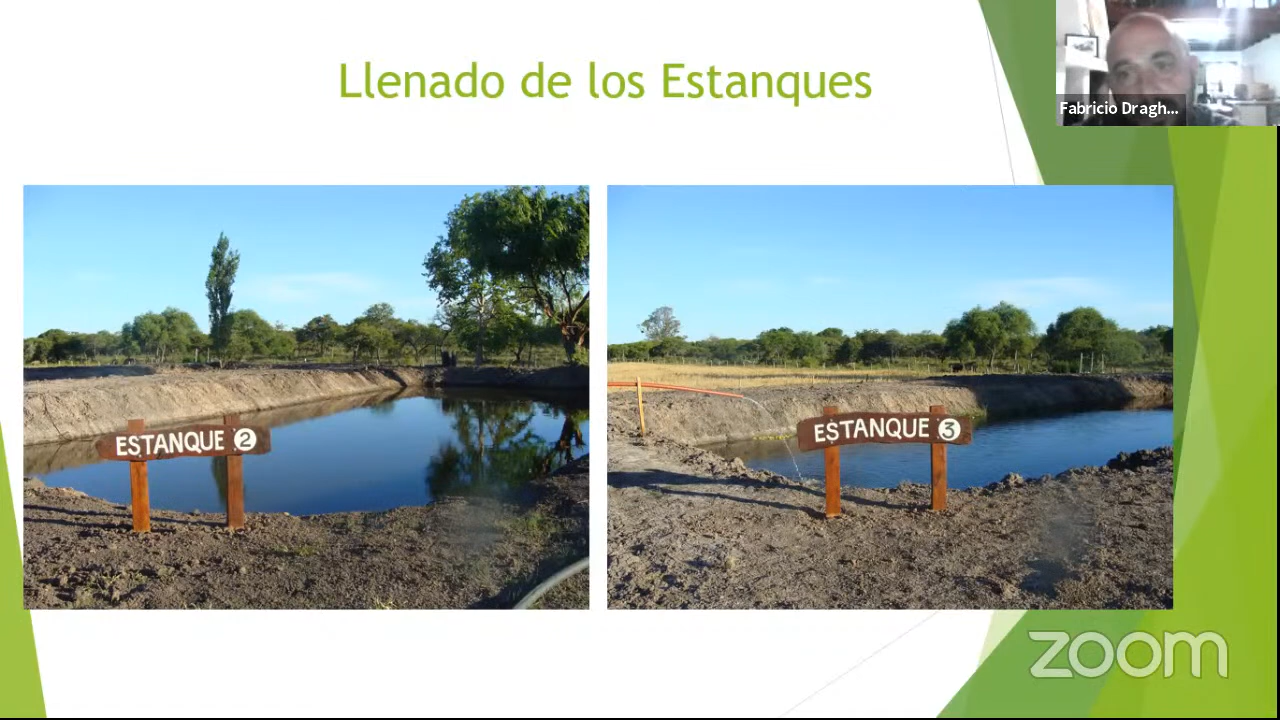 Llenado de los Estanques
Fabricio Dragh...
ESTANQUE 2
ESTANQUE 3
zoom